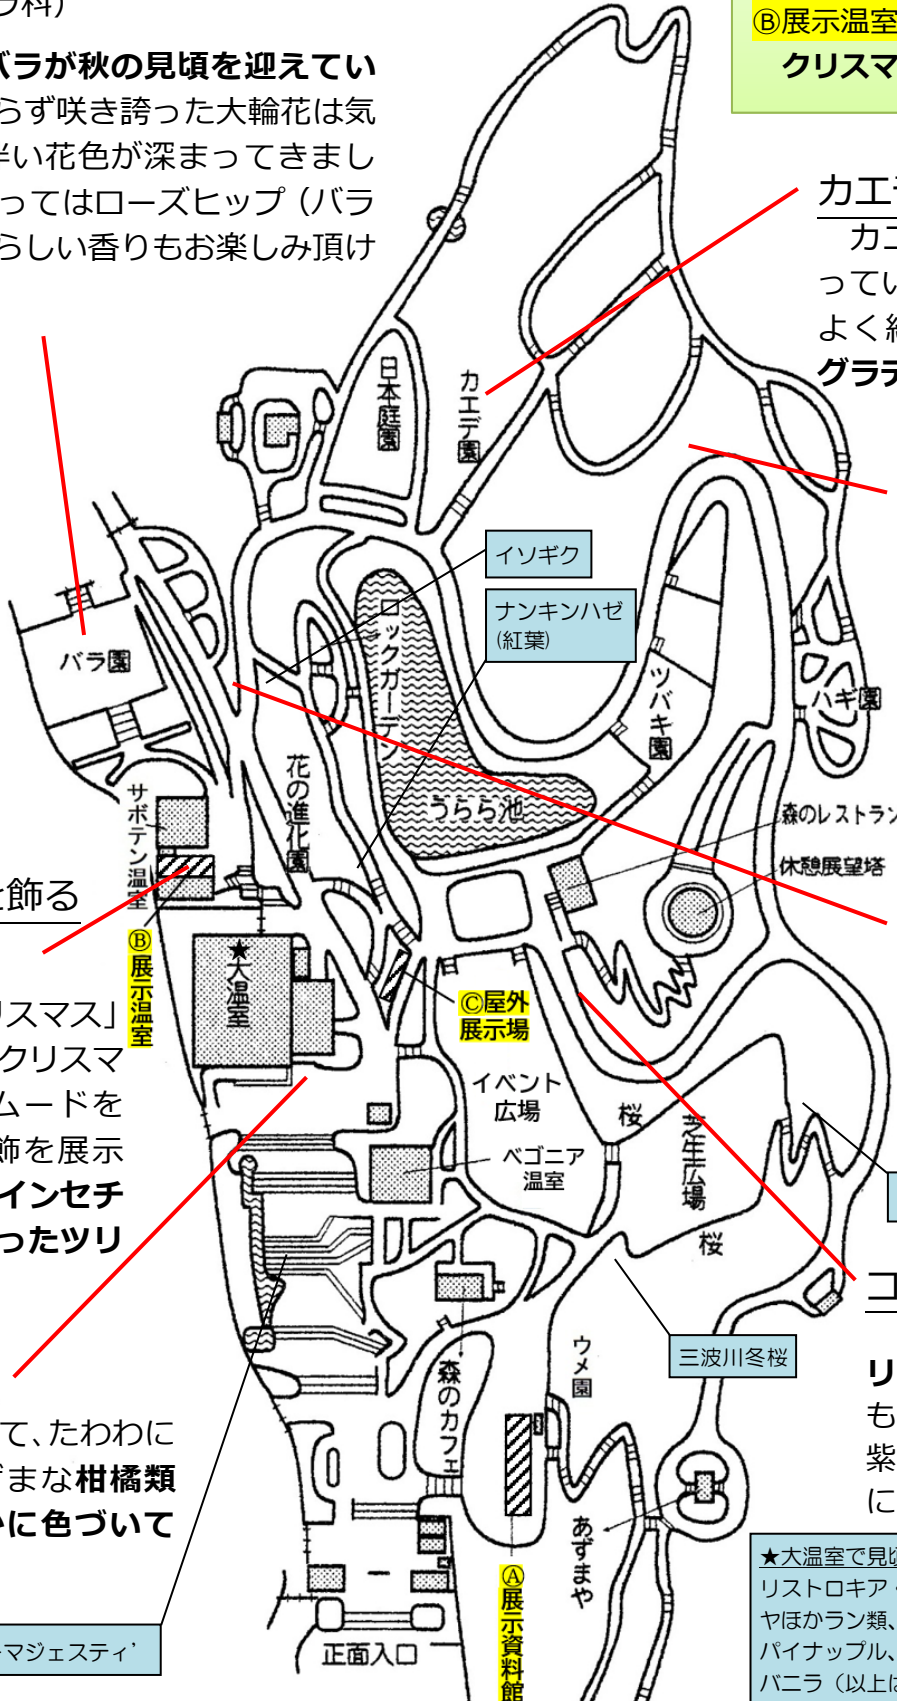 ラ科）
バラが秋の見頃を迎えてい
らず咲き誇った大輪花は気
伴い花色が深まってきまし
ってはローズヒップ（バラ
らしい香りもお楽しみ頂け
Ⓑ展示温室
クリスマ
カエデ
カエ
ってい
よく
グラデ
日本庭園
カエデ園
イソギク
ナンキンハゼ
(紅葉)
バラ園
ロックガーデン
うらら池
ツバキ園
ハギ園
花の進化園
サボテン温室
森のレストラン
休憩展望塔
を飾る
Ⓑ展示温室
★大温室
Ⓒ屋外
展示場
リスマス」
クリスマ
ムードを
飾を展示
インセチ
ったツリ
イベント
広場
桜
芝生広場
桜
ベゴニア
温室
コ
三波川冬桜
ウメ園
森のカフェ
リ
も
紫
に
て、たわわに
ざまな柑橘類
かに色づいて
あずまや
マジェスティ’
正面入口
Ⓐ展示資料館
★大温室で見頃
リストロキア・
ヤほかラン類、
パイナップル、
バニラ（以上は